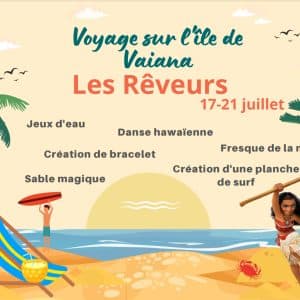 Voyage sur l'île de
Vaiana
Les Rêveurs
17-21 juillet
Jeux d'eau
Danse hawaïenne
Fresque de la
Création de bracelet
Création d'une planche
de surf
Sable magique